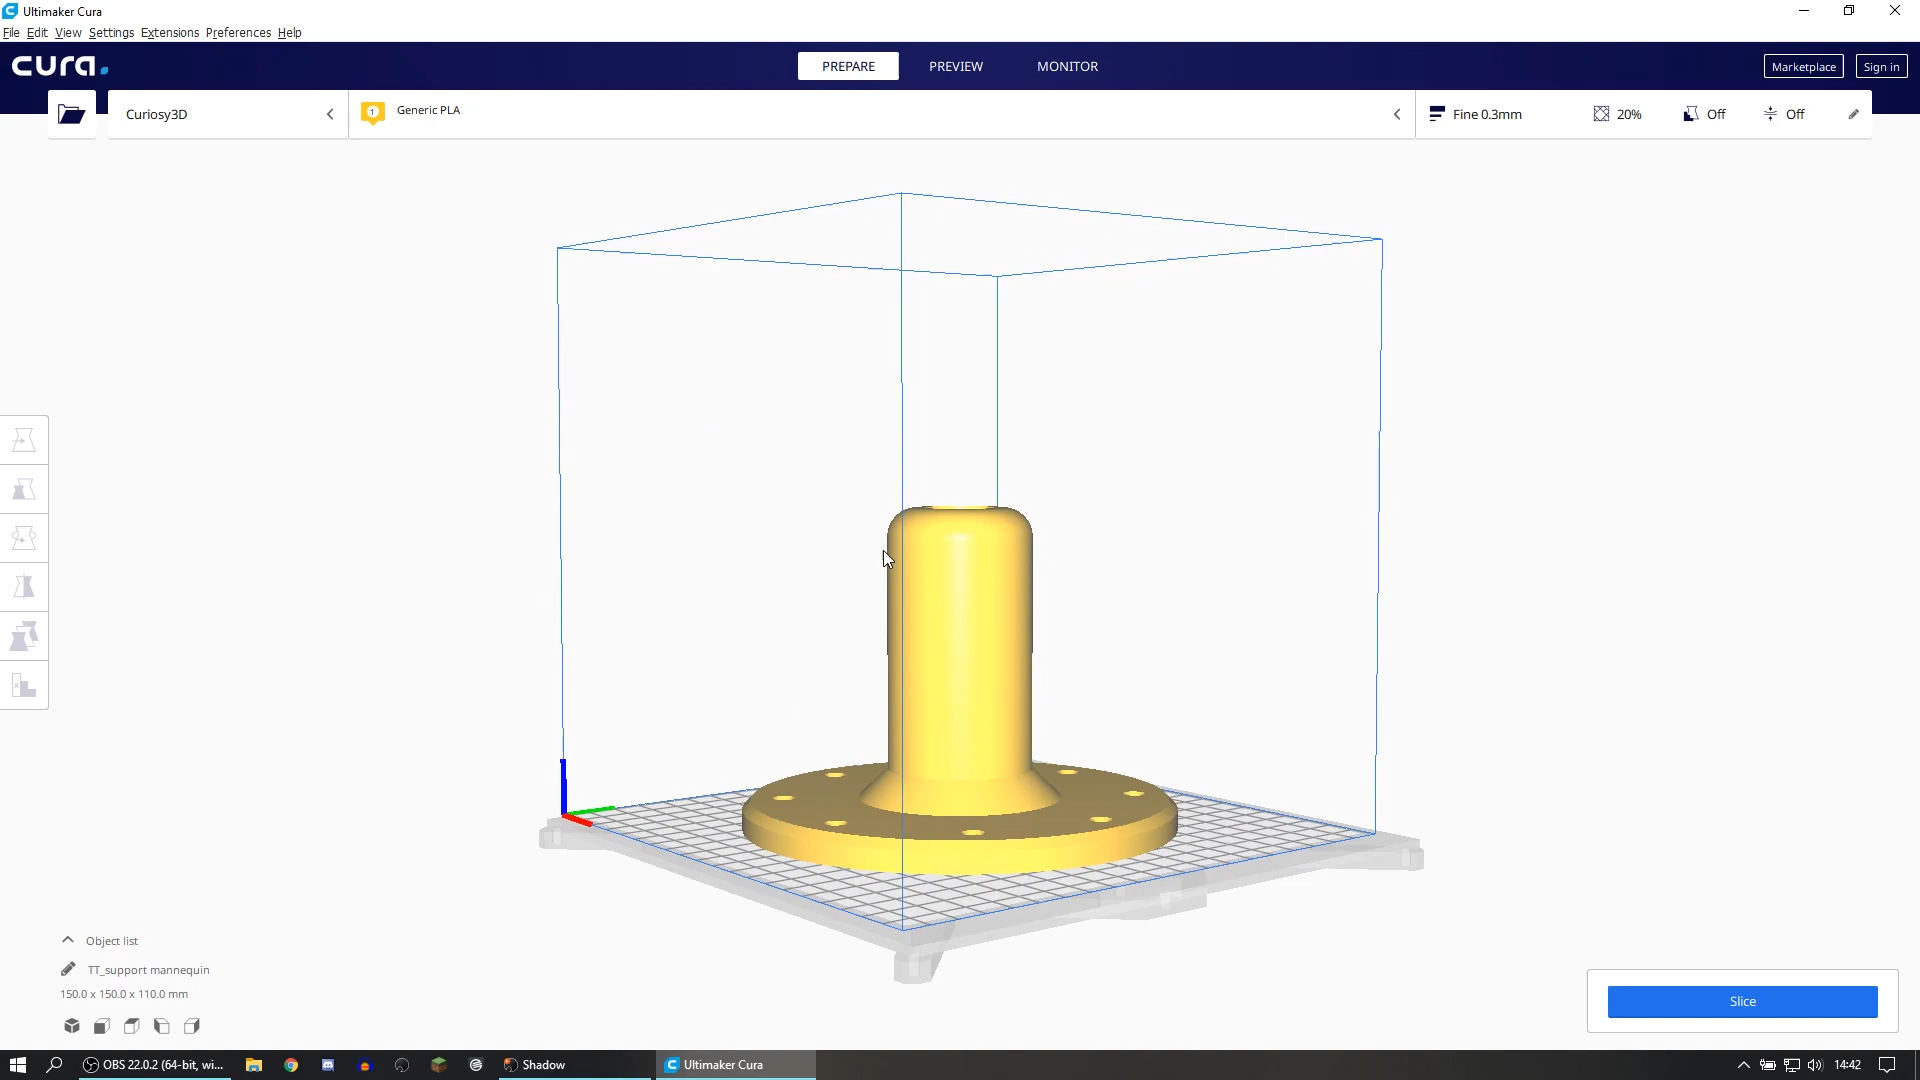 Ultimaker Cura
File Edit View Settings Extensions Preferences Help
cura.
PREPARE PREVIEW MONITOR
Marketplace Sign in
Curiosy3D
1 Generic PLA
Fine 0.3mm 20% Off Off
Object list
TT_support mannequin
150.0 x 150.0 x 110.0 mm
Slice
OBS 22.0.2 (64-bit, wi... Shadow Ultimaker Cura 14:42